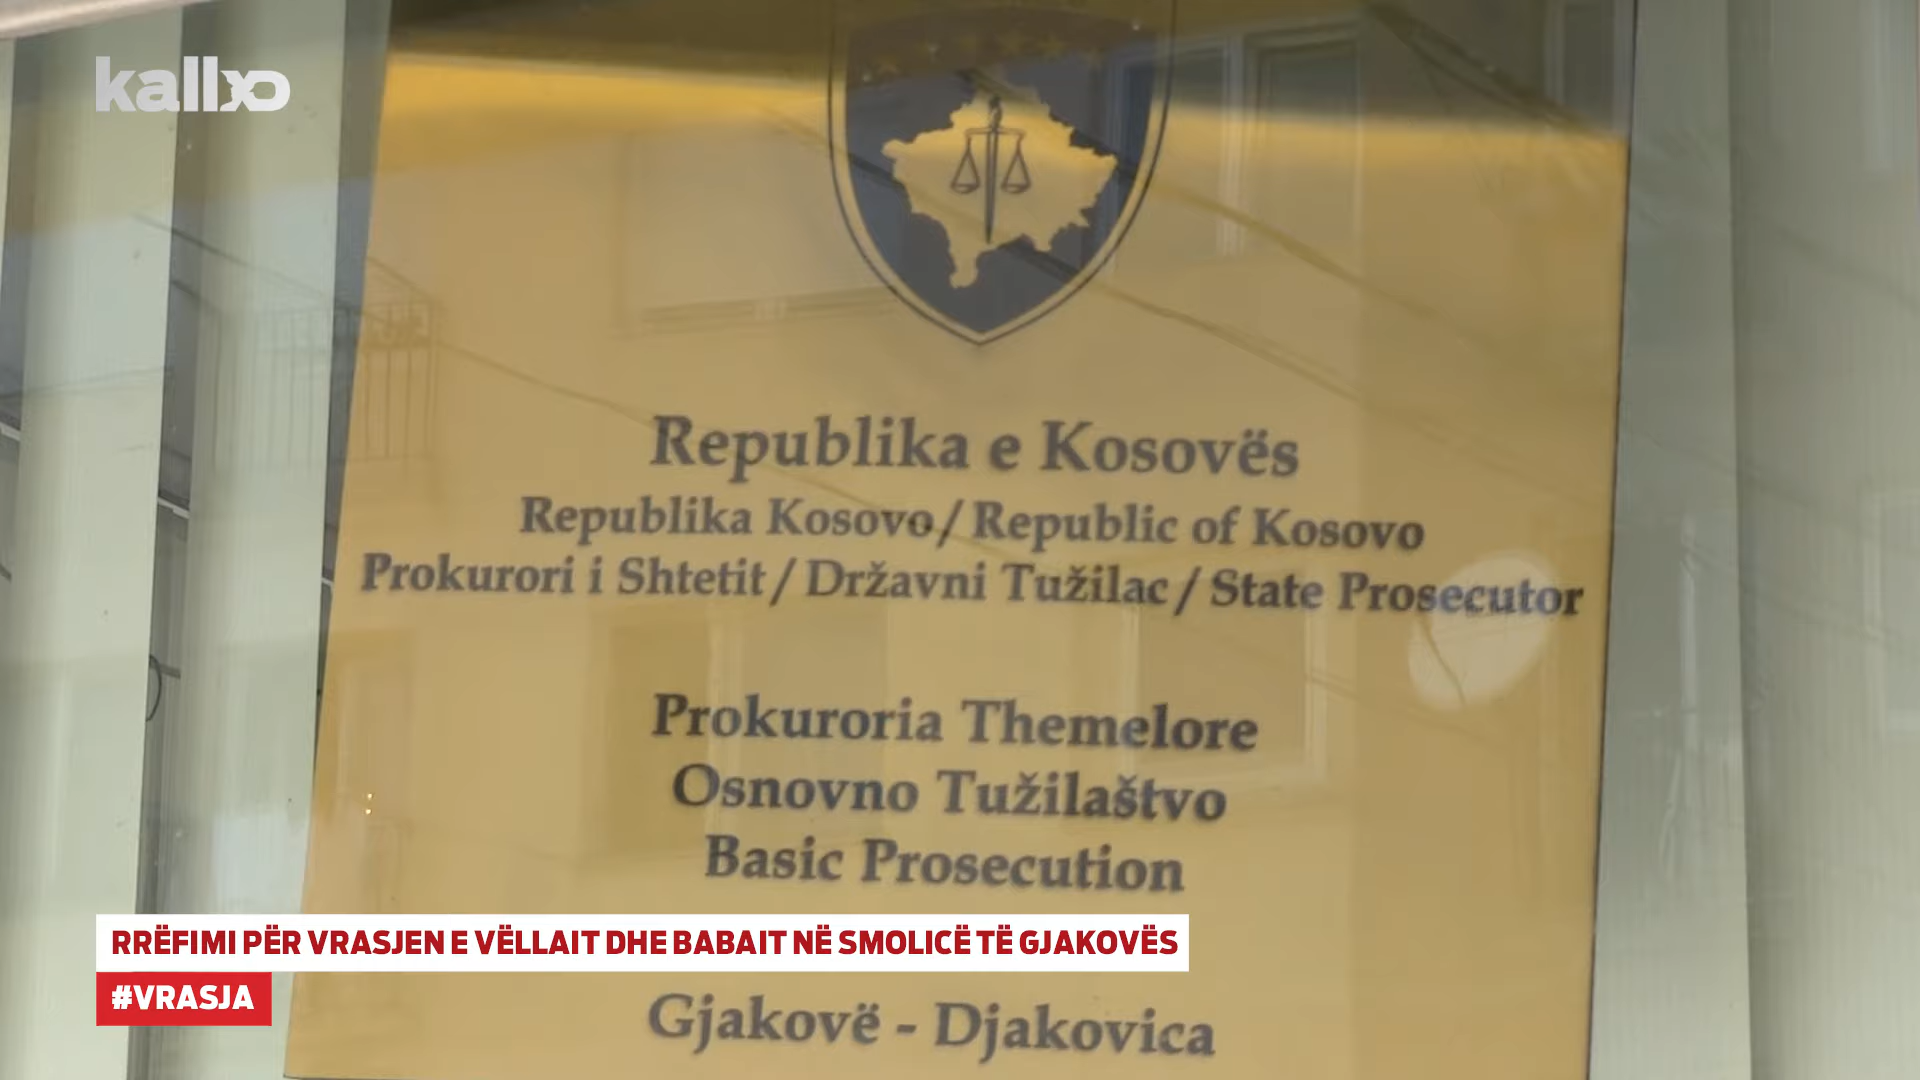 kallxo
Republika e Kosovës
Republika Kosovo/Republic of Kosovo
Prokurori i Shtetit/Državni Tužilac/State Prosecutor
Prokuroria Themelore
Osnovno Tužilaštvo
Basic Prosecution
RRËFIMI PËR VRASJEN E VËLLAIT DHE BABAIT NË SMOLICË TË GJAKOVËS
#VRASJA
Gjakovë - Djakovica